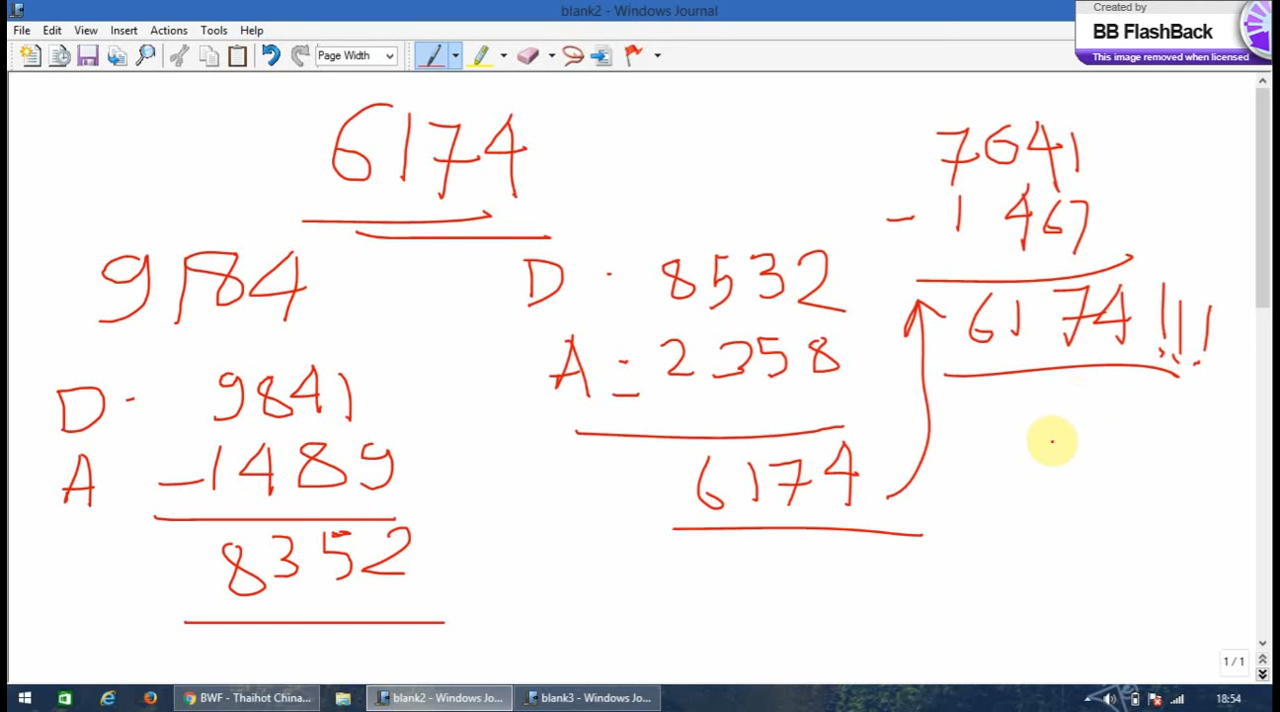 blank2 - Windows Journal
Created by
BB FlashBack
This image removed when licensed
File Edit View Insert Actions Tools Help
Page Width
6174
9184
D - 9841
A - 1489
8352
D - 8532
A = 2358
6174
7641
- 1467
6174!!!
1/1
BWF - Thaihot China...
blank2 - Windows Jo...
blank3 - Windows Jo...
18:54